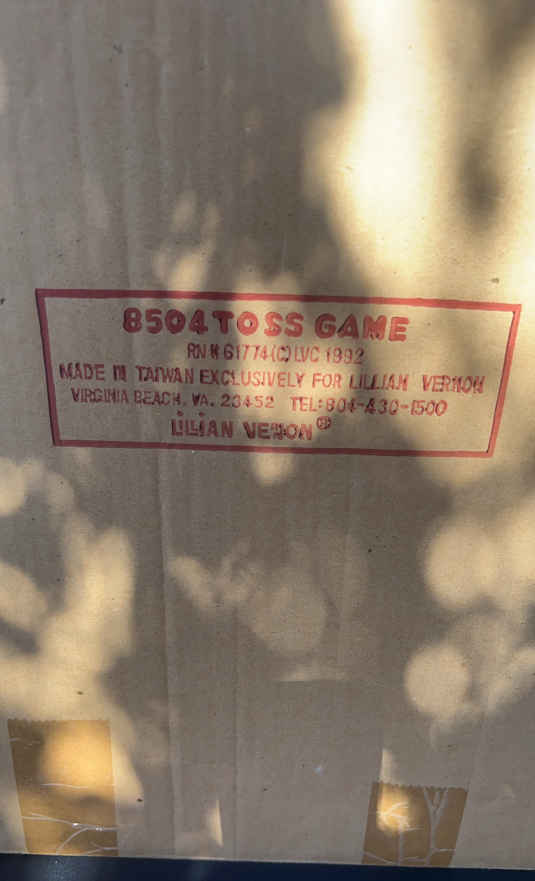 8504 TOSS GAME
RN # 61774 (C) LVC 1992
MADE IN TAIWAN EXCLUSIVELY FOR LILLIAN VERNON
VIRGINIA BEACH, VA. 23452 TEL: 804-430-1500
LILLIAN VERNON®